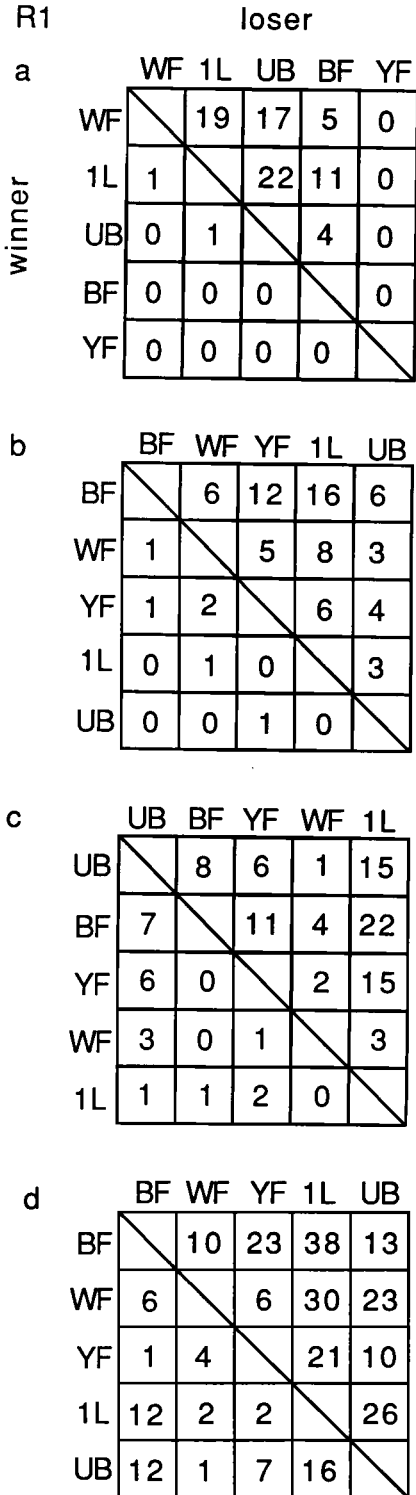 R1 loser
a
WF 1L UB BF YF
winner
WF 19 17 5 0
1L 1 22 11 0
UB 0 1 4 0
BF 0 0 0 0
YF 0 0 0 0
b
BF WF YF 1L UB
BF 6 12 16 6
WF 1 5 8 3
YF 1 2 6 4
1L 0 1 0 3
UB 0 0 1 0
c
UB BF YF WF 1L
UB 8 6 1 15
BF 7 11 4 22
YF 6 0 2 15
WF 3 0 1 3
1L 1 1 2 0
d
BF WF YF 1L UB
BF 10 23 38 13
WF 6 6 30 23
YF 1 4 21 10
1L 12 2 2 26
UB 12 1 7 16